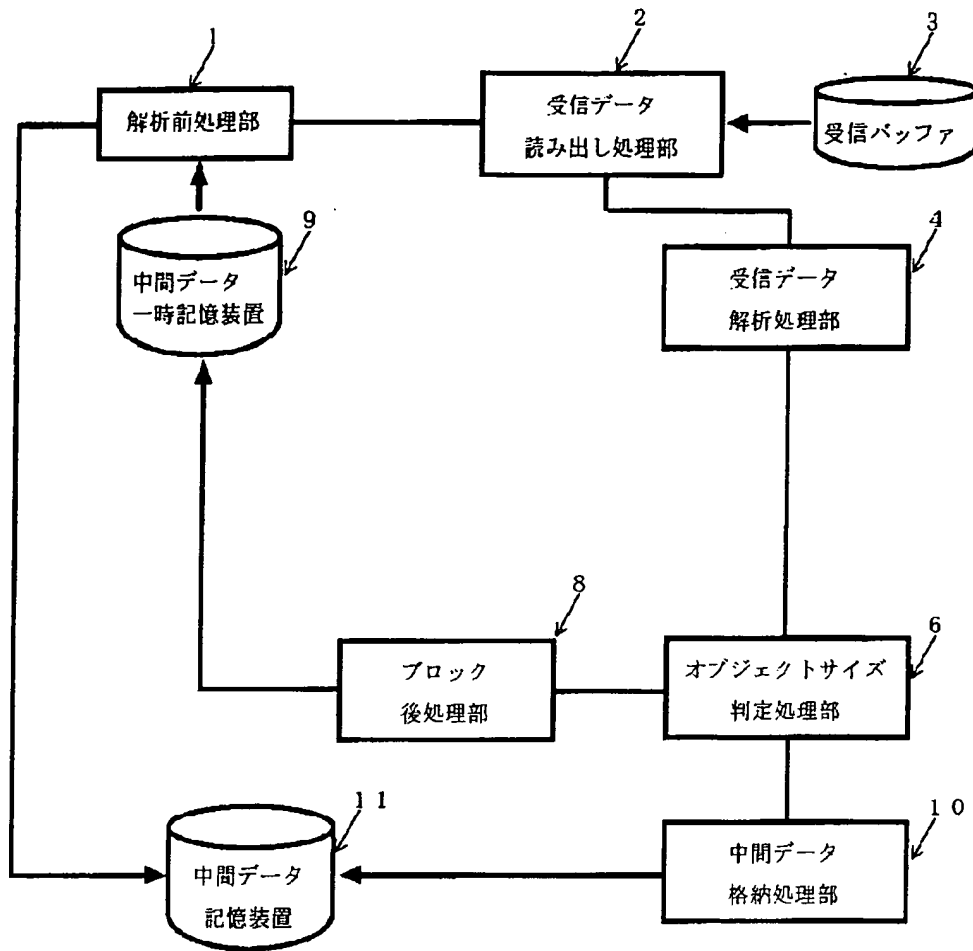 1
解析前処理部
2
受信データ
読み出し処理部
3
受信バッファ
9
中間データ
一時記憶装置
4
受信データ
解析処理部
8
ブロック
後処理部
6
オブジェクトサイズ
判定処理部
11
中間データ
記憶装置
10
中間データ
格納処理部